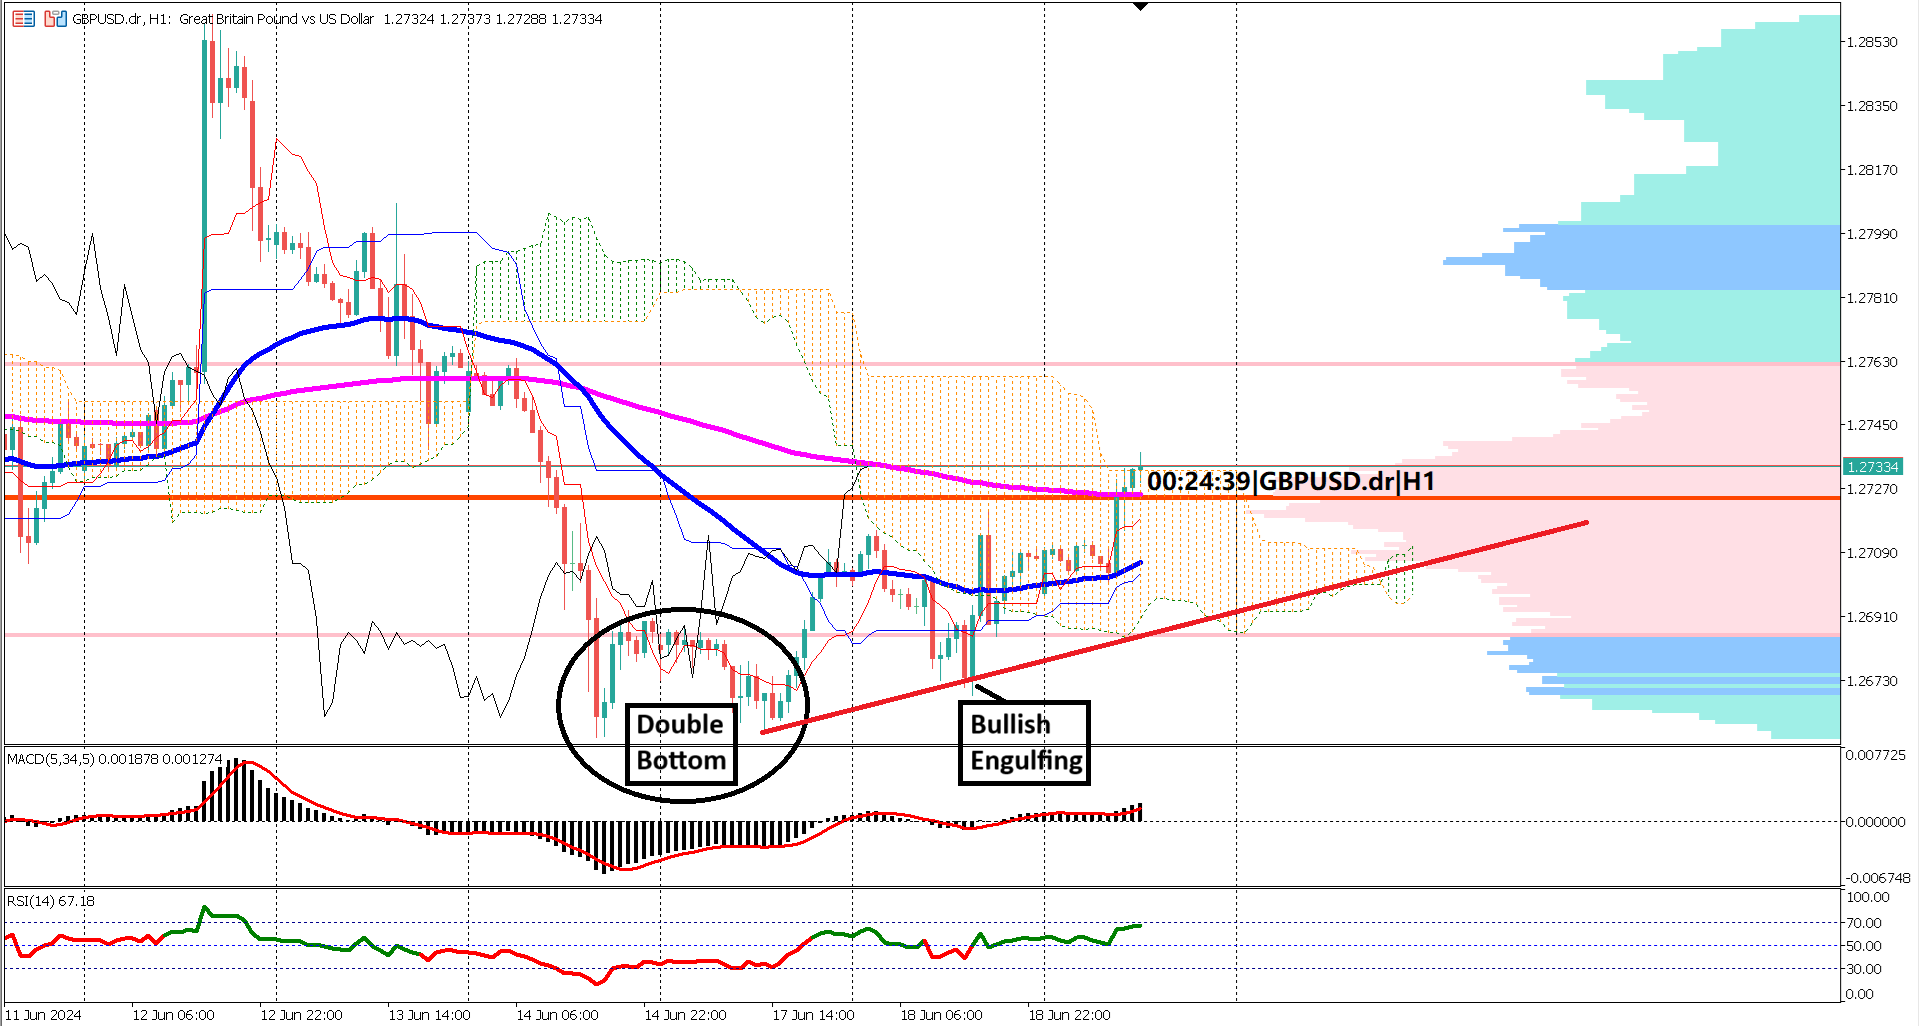 GBPUSD.dr, H1: Great Britain Pound vs US Dollar 1.27324 1.27373 1.27288 1.27334
1.28530
1.28350
1.28170
1.27990
1.27810
1.27630
1.27450
1.27334
00:24:39|GBPUSD.dr|H1
1.27270
1.27090
1.26910
1.26730
Double
Bottom
Bullish
Engulfing
MACD(5,34,5) 0.001878 0.001274
0.007725
0.000000
-0.006748
RSI(14) 67.18
100.00
70.00
50.00
30.00
0.00
11 Jun 2024 12 Jun 06:00 12 Jun 22:00 13 Jun 14:00 14 Jun 06:00 14 Jun 22:00 17 Jun 14:00 18 Jun 06:00 18 Jun 22:00